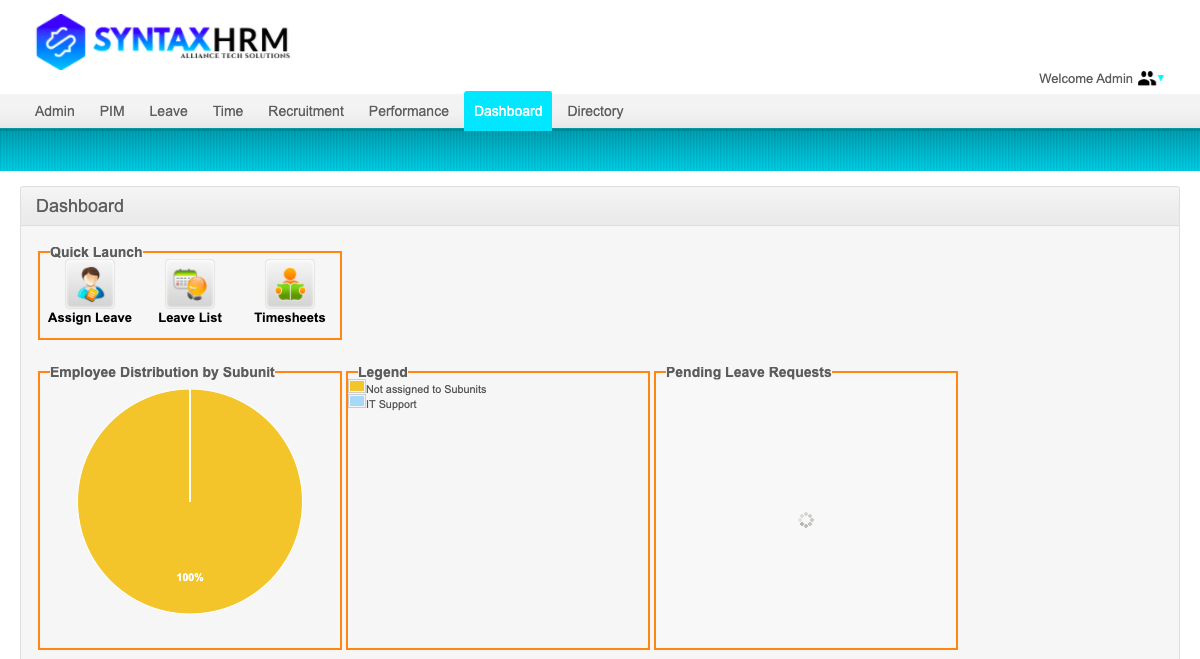 SYNTAXHRM
ALLIANCE TECH SOLUTIONS
Welcome Admin
Admin PIM Leave Time Recruitment Performance Dashboard Directory
Dashboard
Quick Launch
Assign Leave Leave List Timesheets
Employee Distribution by Subunit
100%
Legend
Not assigned to Subunits
IT Support
Pending Leave Requests